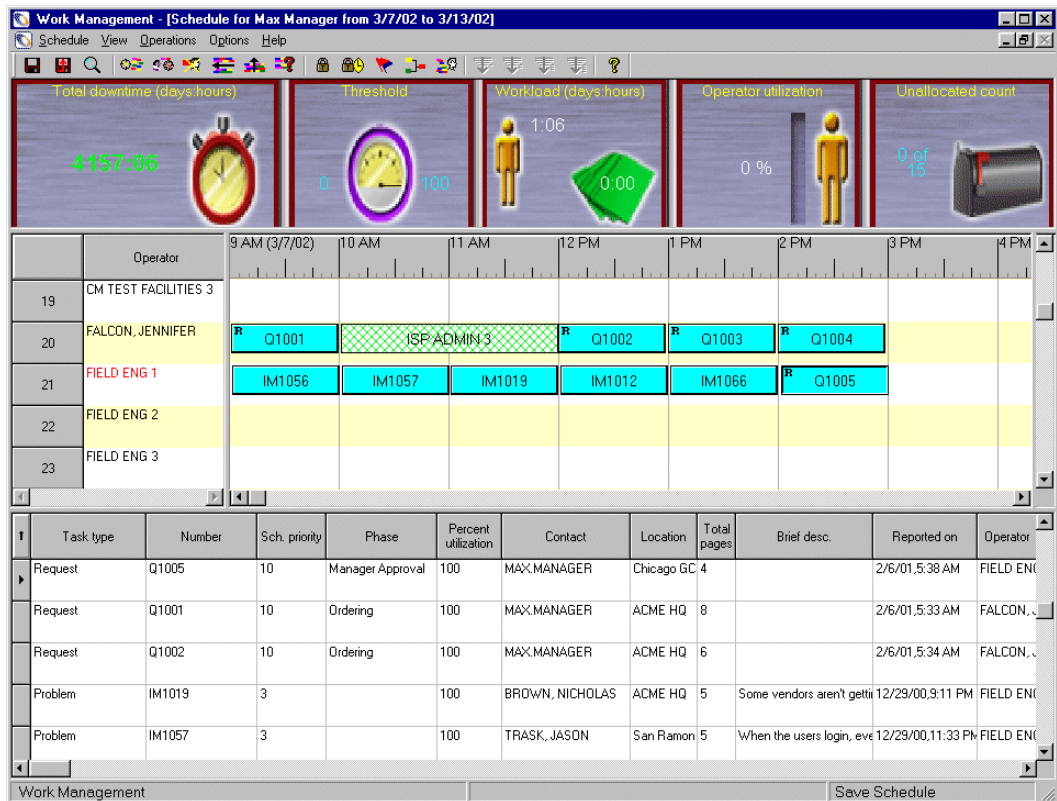 Work Management - [Schedule for Max Manager from 3/7/02 to 3/13/02]
Schedule View Operations Options Help
Total downtime (days:hours) Threshold Workload (days:hours) Operator utilization Unallocated count
4157:06
0 100
1:06
0:00
0 %
0 of
15
Operator 9 AM (3/7/02) 10 AM 11 AM 12 PM 1 PM 2 PM 3 PM 4 PM
19 CM TEST FACILITIES 3
20 FALCON, JENNIFER R Q1001 ISP ADMIN 3 R Q1002 R Q1003 R Q1004
21 FIELD ENG 1 IM1056 IM1057 IM1019 IM1012 IM1066 R Q1005
22 FIELD ENG 2
23 FIELD ENG 3
Task type Number Sch. priority Phase Percent utilization Contact Location Total pages Brief desc. Reported on Operator
Request Q1005 10 Manager Approval 100 MAX.MANAGER Chicago GC 4 2/6/01,5:38 AM FIELD EN
Request Q1001 10 Ordering 100 MAX.MANAGER ACME HQ 8 2/6/01,5:33 AM FALCON,
Request Q1002 10 Ordering 100 MAX.MANAGER ACME HQ 6 2/6/01,5:34 AM FALCON,
Problem IM1019 3 100 BROWN, NICHOLAS ACME HQ 5 Some vendors aren't getti 12/29/00,9:11 PM FIELD EN
Problem IM1057 3 100 TRASK, JASON San Ramon 5 When the users login, eve 12/29/00,11:33 PM FIELD EN
Work Management Save Schedule